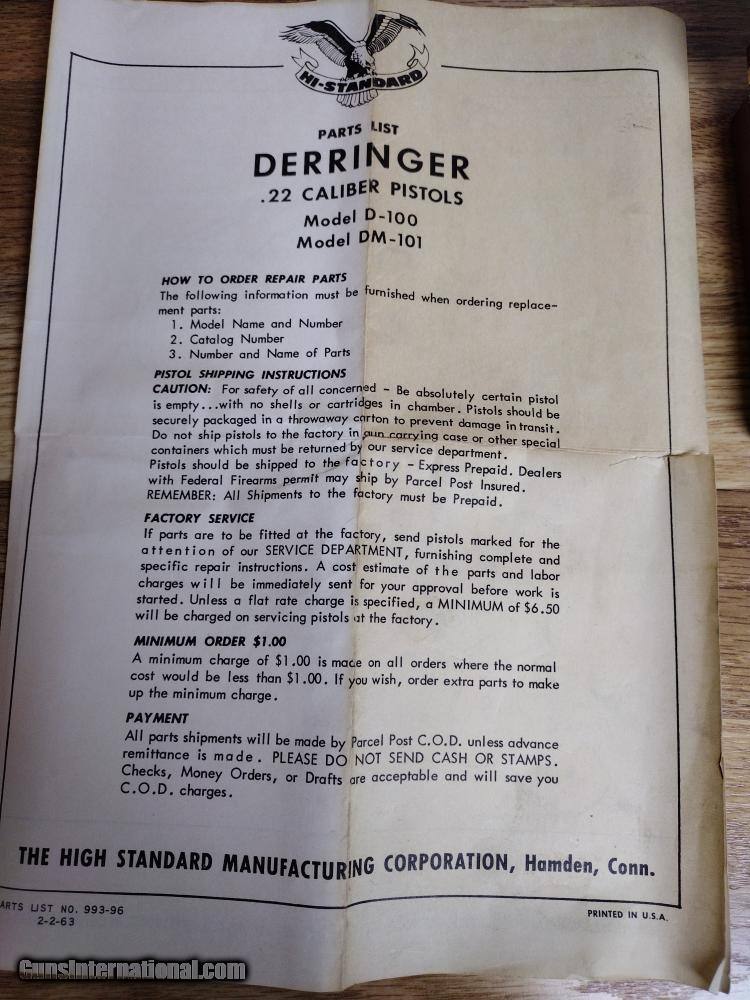 HI-STANDARD
PARTS LIST
DERRINGER
.22 CALIBER PISTOLS
Model D-100
Model DM-101
HOW TO ORDER REPAIR PARTS
The following information must be furnished when ordering replace-
ment parts:
1. Model Name and Number
2. Catalog Number
3. Number and Name of Parts
PISTOL SHIPPING INSTRUCTIONS
CAUTION: For safety of all concerned - Be absolutely certain pistol
is empty...with no shells or cartridges in chamber. Pistols should be
securely packaged in a throwaway carton to prevent damage in transit.
Do not ship pistols to the factory in gun carrying case or other special
containers which must be returned by our service department.
Pistols should be shipped to the factory - Express Prepaid. Dealers
with Federal Firearms permit may ship by Parcel Post Insured.
REMEMBER: All Shipments to the factory must be Prepaid.
FACTORY SERVICE
If parts are to be fitted at the factory, send pistols marked for the
attention of our SERVICE DEPARTMENT, furnishing complete and
specific repair instructions. A cost estimate of the parts and labor
charges will be immediately sent for your approval before work is
started. Unless a flat rate charge is specified, a MINIMUM of $6.50
will be charged on servicing pistols at the factory.
MINIMUM ORDER $1.00
A minimum charge of $1.00 is made on all orders where the normal
cost would be less than $1.00. If you wish, order extra parts to make
up the minimum charge.
PAYMENT
All parts shipments will be made by Parcel Post C.O.D. unless advance
remittance is made. PLEASE DO NOT SEND CASH OR STAMPS.
Checks, Money Orders, or Drafts are acceptable and will save you
C.O.D. charges.
THE HIGH STANDARD MANUFACTURING CORPORATION, Hamden, Conn.
ARTS LIST NO. 993-96
2-2-63
PRINTED IN U.S.A.
GunsInternational.com